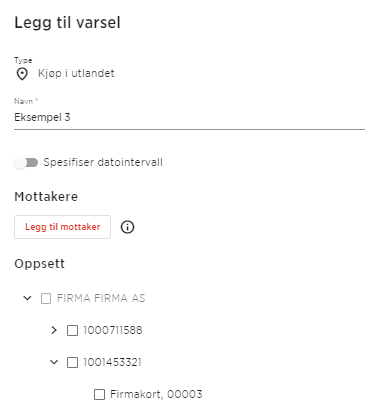 Legg til varsel
Type
Kjøp i utlandet
Navn *
Eksempel 3
Spesifiser datointervall
Mottakere
Legg til mottaker
Oppsett
FIRMA FIRMA AS
1000711588
1001453321
Firmakort, 00003